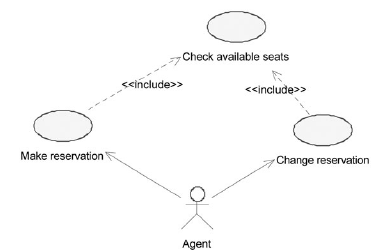 Check available seats
<<include>>
<<include>>
Make reservation
Change reservation
Agent